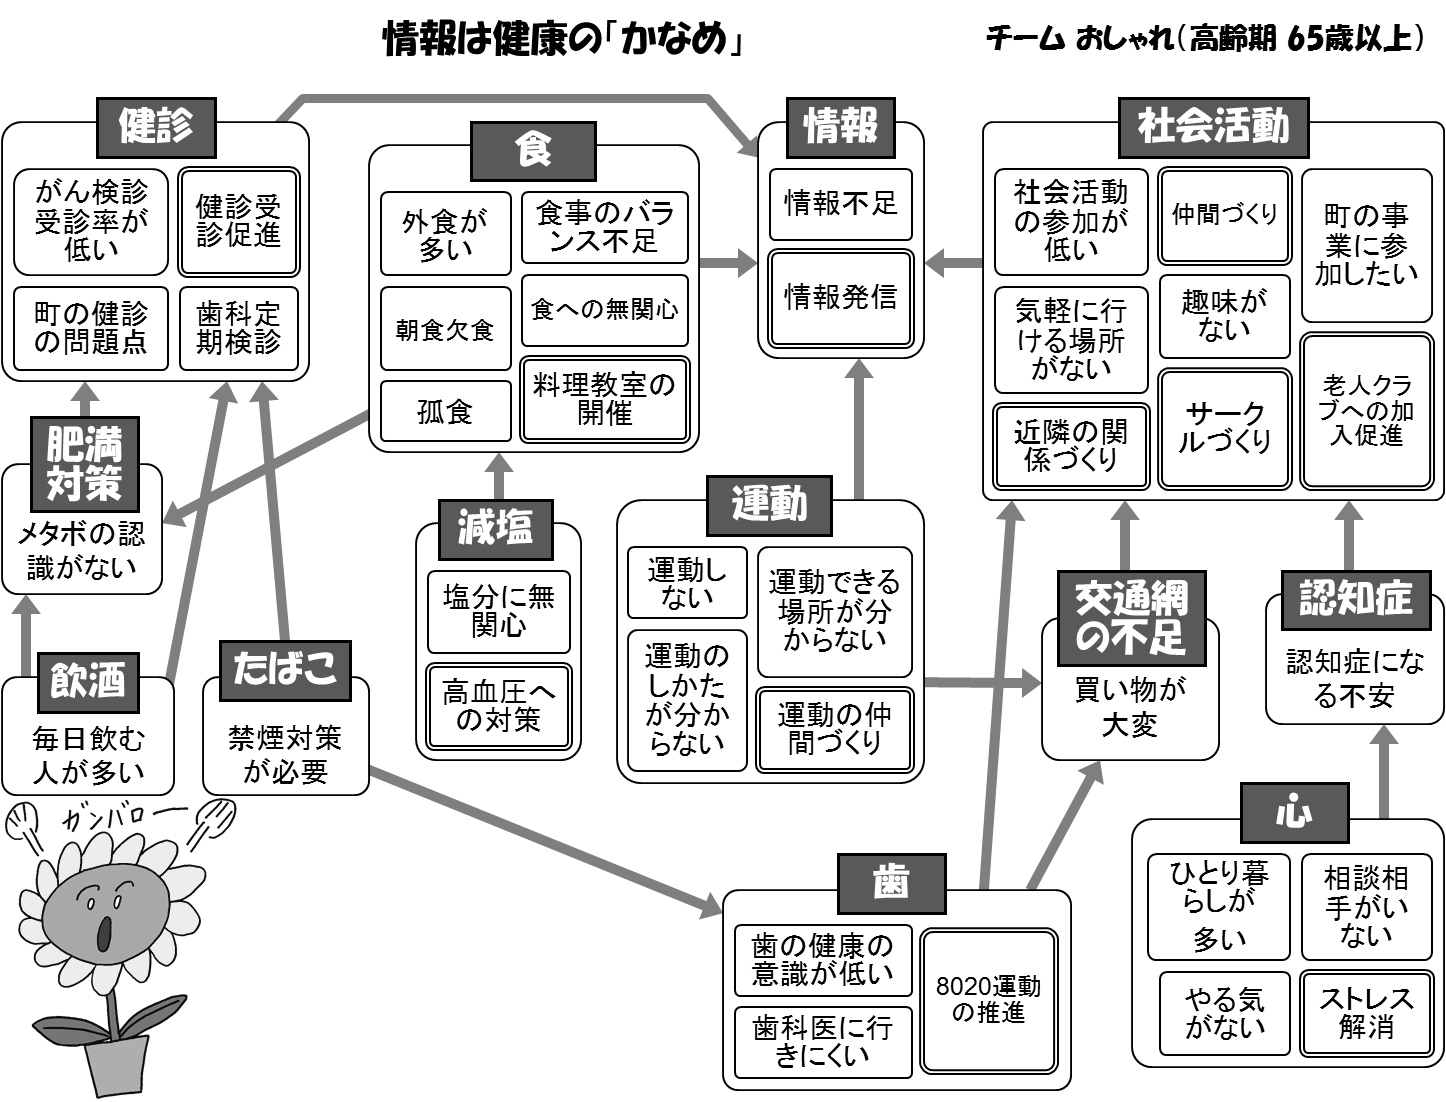 情報は健康の「かなめ」
チーム おしゃれ（高齢期 65歳以上）
健診
がん検診
受診率が
低い
健診受
診促進
町の健診
の問題点
歯科定
期検診
食
外食が
多い
食事のバラ
ンス不足
朝食欠食
食への無関心
孤食
料理教室の
開催
情報
情報不足
情報発信
社会活動
社会活動
の参加が
低い
仲間づくり
町の事
業に参
加したい
気軽に行
ける場所
がない
趣味が
ない
近隣の関
係づくり
サーク
ルづくり
老人クラ
ブへの加
入促進
肥満
対策
メタボの認
識がない
減塩
塩分に無
関心
高血圧へ
の対策
運動
運動し
ない
運動できる
場所が分
からない
運動の
しかた
が分か
らない
運動の仲
間づくり
交通網
の不足
買い物が
大変
認知症
認知症にな
る不安
飲酒
毎日飲む
人が多い
たばこ
禁煙対策
が必要
ガンバロー
歯
歯の健康の
意識が低い
歯科医に行
きにくい
8020運動
の推進
心
ひとり暮
らしが
多い
相談相
手がい
ない
やる気
がない
ストレス
解消